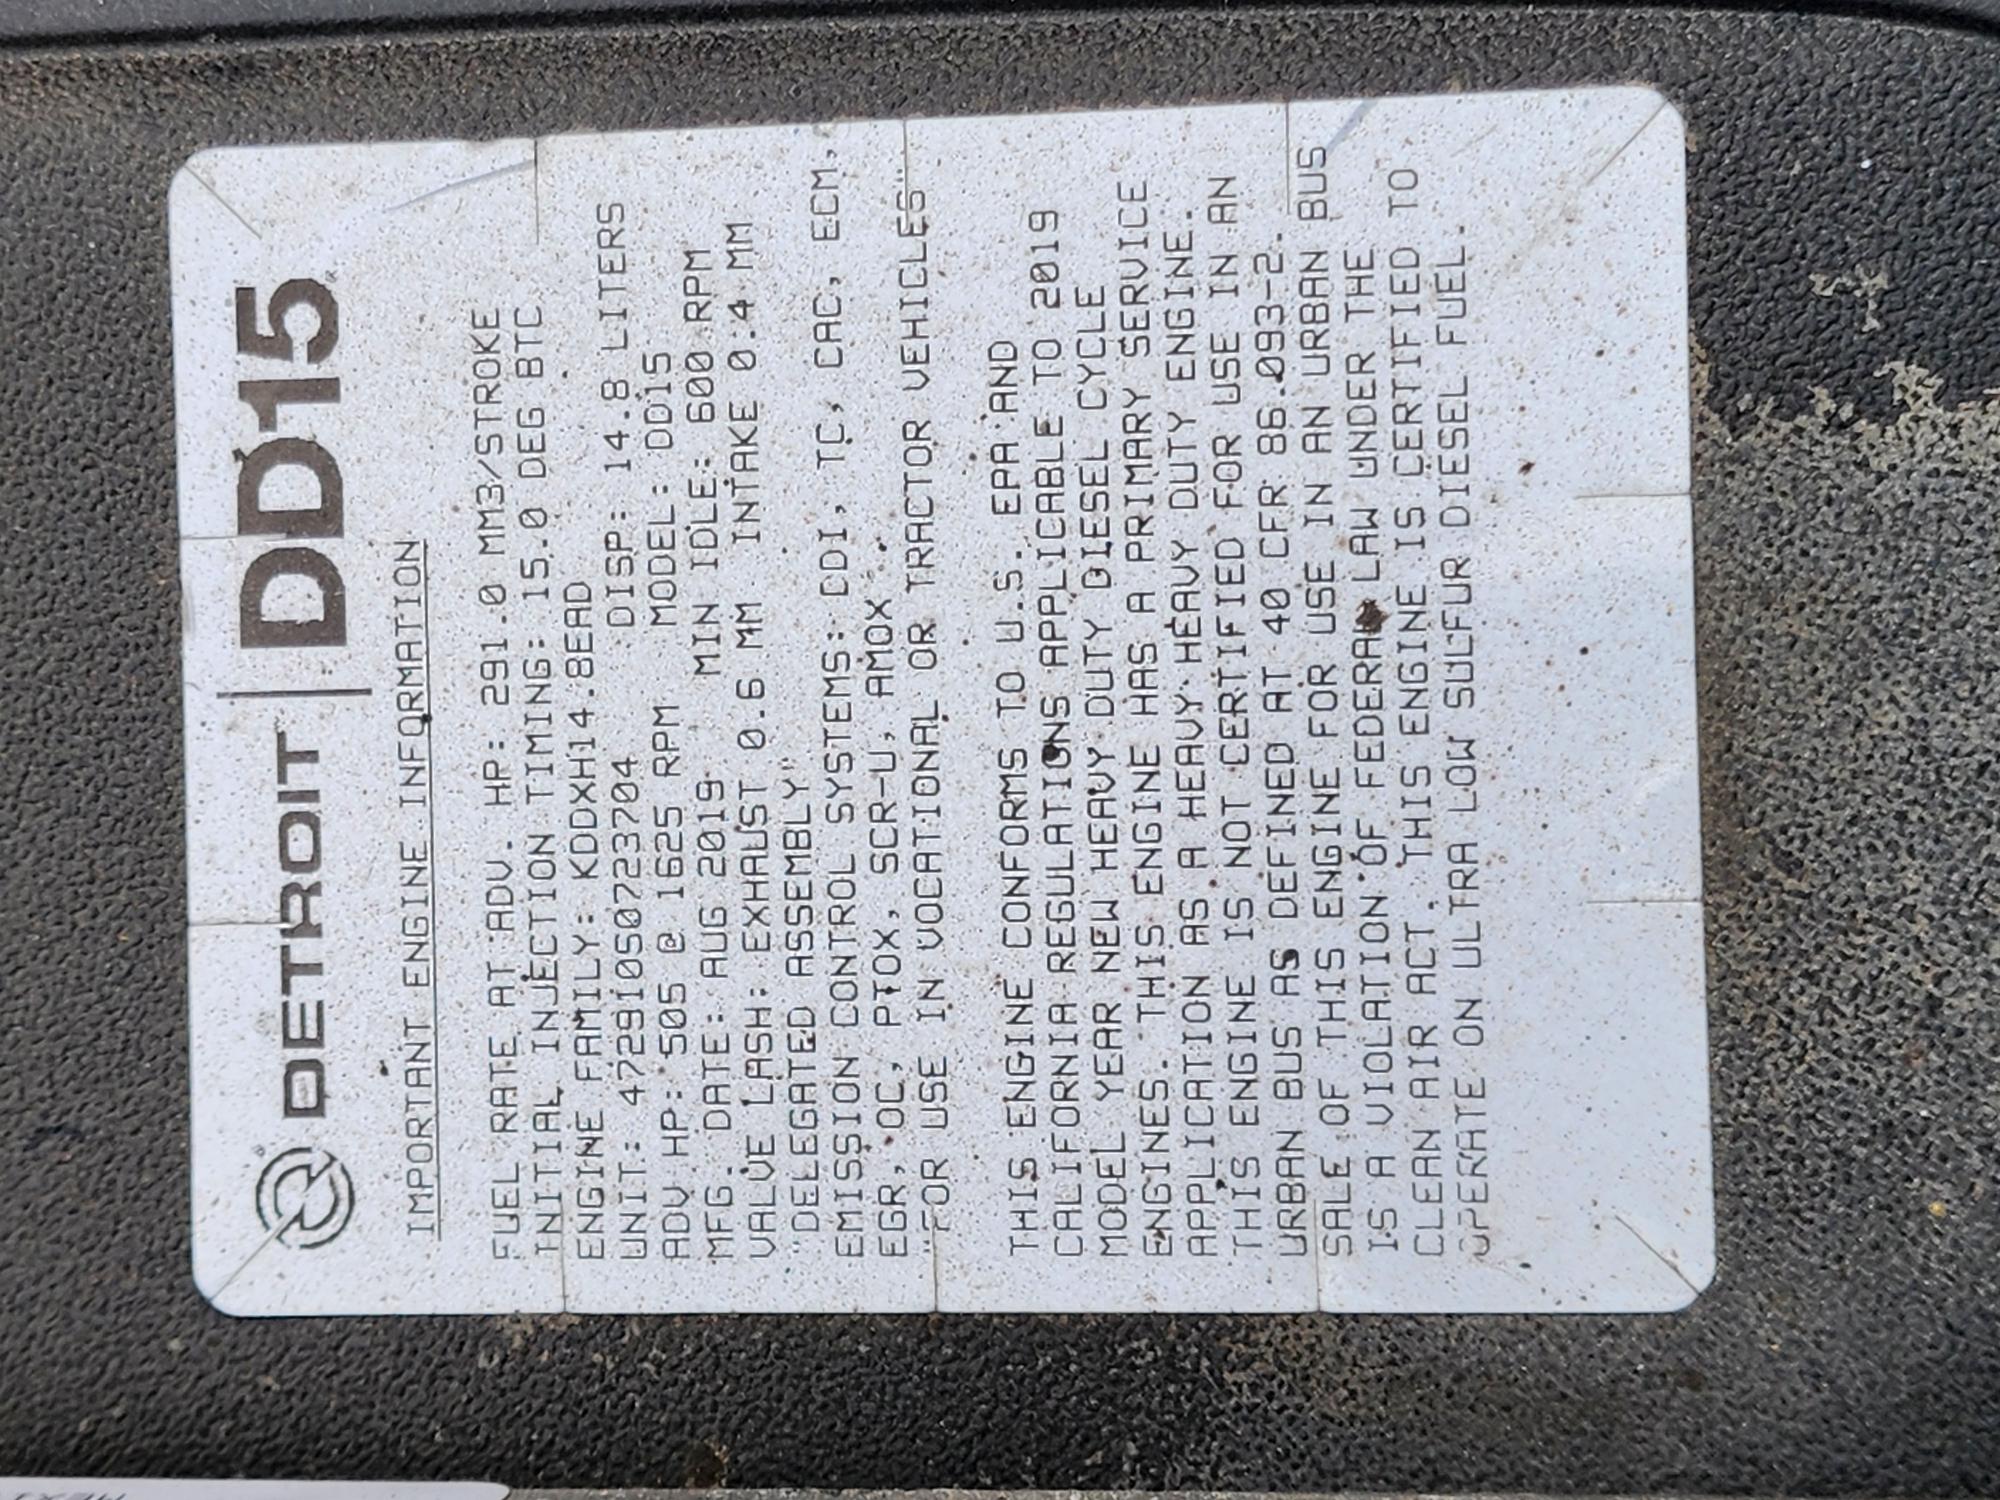 DETROIT | DD15
IMPORTANT ENGINE INFORMATION
FUEL RATE AT ADV. HP: 291.0 MM3/STROKE
INITIAL INJECTION TIMING: 15.0 DEG BTC
ENGINE FAMILY: KDDXH14.8EAD
UNIT: 472910S0723704 DISP: 14.8 LITERS
ADV HP: 505 @ 1625 RPM MODEL: DD15
MFG. DATE: AUG 2019 MIN IDLE: 600 RPM
VALVE LASH: EXHAUST 0.6 MM INTAKE 0.4 MM
"DELEGATED ASSEMBLY"
EMISSION CONTROL SYSTEMS: CDI, TC, CAC, ECM,
EGR, OC, PTOX, SCR-U, AMOX
"FOR USE IN VOCATIONAL OR TRACTOR VEHICLES"
THIS ENGINE CONFORMS TO U.S. EPA AND
CALIFORNIA REGULATIONS APPLICABLE TO 2019
MODEL YEAR NEW HEAVY DUTY DIESEL CYCLE
ENGINES. THIS ENGINE HAS A PRIMARY SERVICE
APPLICATION AS A HEAVY HEAVY DUTY ENGINE.
THIS ENGINE IS NOT CERTIFIED FOR USE IN AN
URBAN BUS AS DEFINED AT 40 CFR 86.093-2.
SALE OF THIS ENGINE FOR USE IN AN URBAN BUS
IS A VIOLATION OF FEDERAL LAW UNDER THE
CLEAN AIR ACT. THIS ENGINE IS CERTIFIED TO
OPERATE ON ULTRA LOW SULFUR DIESEL FUEL.